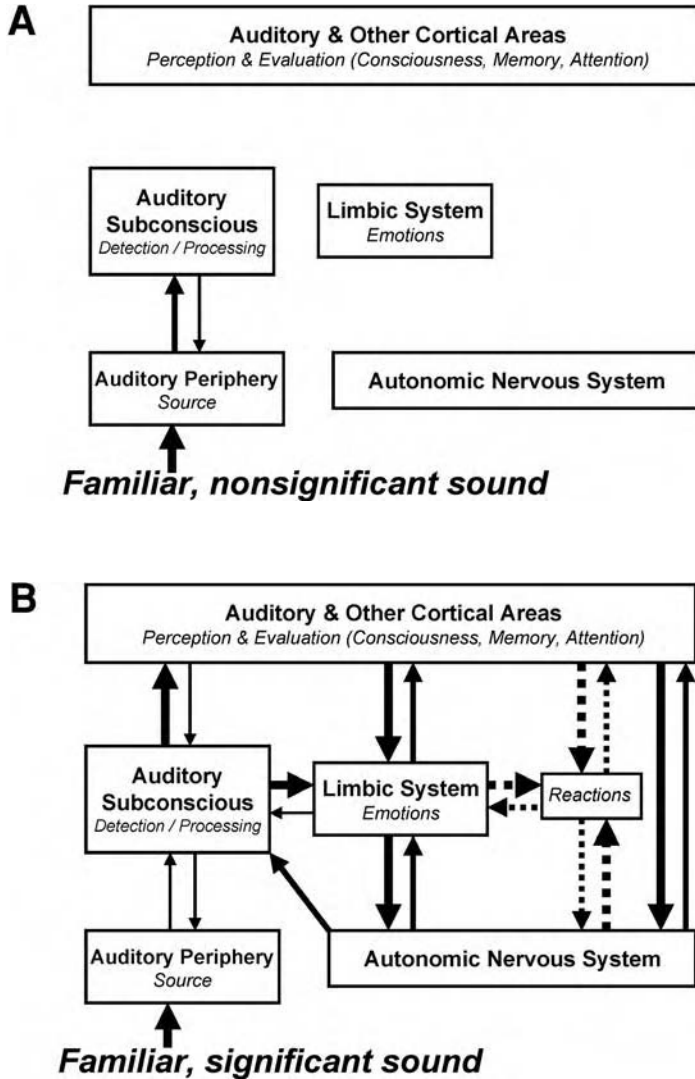 A
Auditory & Other Cortical Areas
Perception & Evaluation (Consciousness, Memory, Attention)
Auditory
Subconscious
Detection / Processing
Limbic System
Emotions
Auditory Periphery
Source
Autonomic Nervous System
Familiar, nonsignificant sound
B
Auditory & Other Cortical Areas
Perception & Evaluation (Consciousness, Memory, Attention)
Auditory
Subconscious
Detection / Processing
Limbic System
Emotions
Reactions
Auditory Periphery
Source
Autonomic Nervous System
Familiar, significant sound